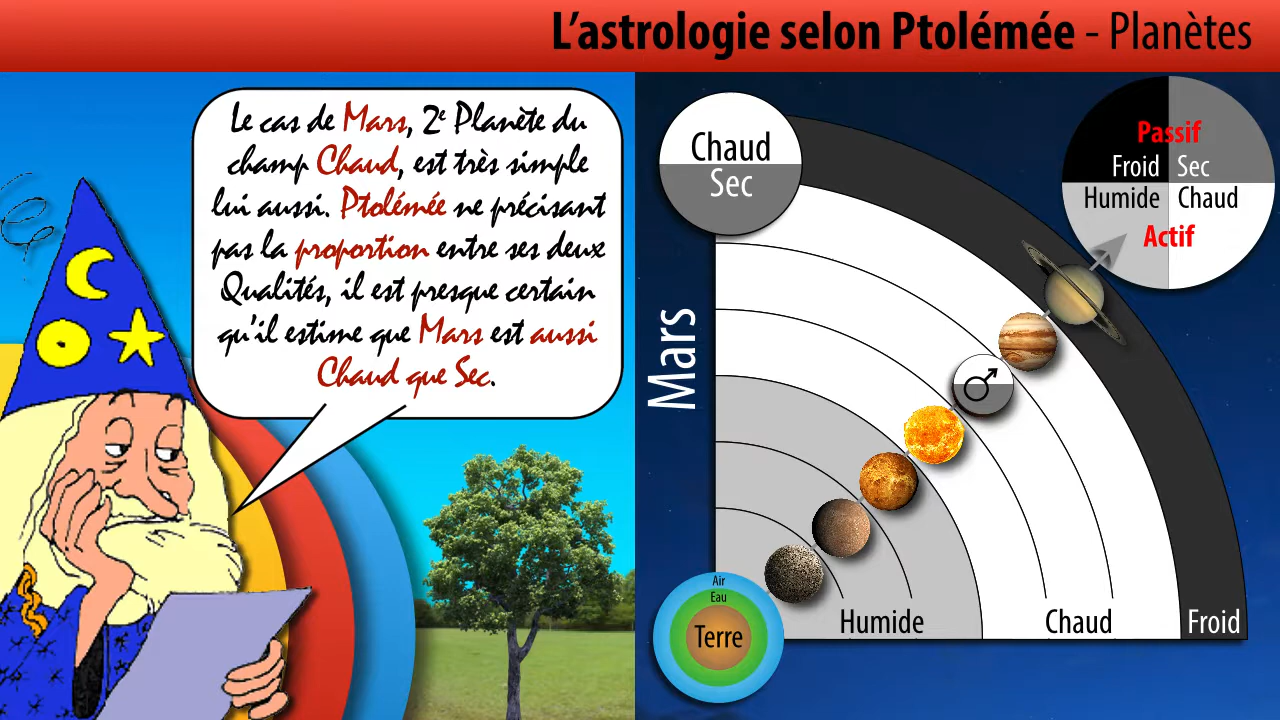 L'astrologie selon Ptolémée - Planètes
Le cas de Mars, 2e Planète du
champ Chaud, est très simple
lui aussi. Ptolémée ne précisant
pas la proportion entre ses deux
Qualités, il est presque certain
qu'il estime que Mars est aussi
Chaud que Sec.
Chaud
Sec
Passif
Froid Sec
Humide Chaud
Actif
Mars
Air
Eau
Terre
Humide
Chaud
Froid